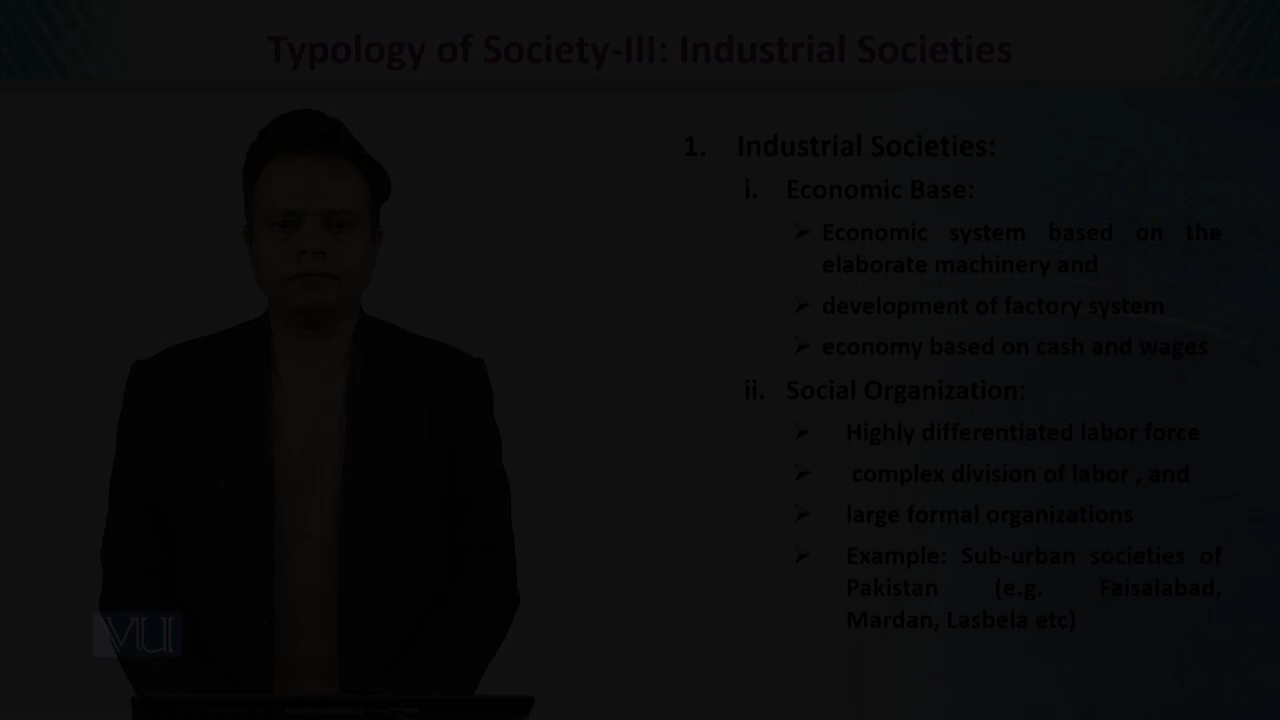 Typology of Society-III: Industrial Societies
1. Industrial Societies:
i. Economic Base:
➢ Economic system based on the
elaborate machinery and
➢ development of factory system
➢ economy based on cash and wages
ii. Social Organization:
➢ Highly differentiated labor force
➢ complex division of labor , and
➢ large formal organizations
➢ Example: Sub-urban societies of
Pakistan (e.g. Faisalabad,
Mardan, Lasbela etc)
VU